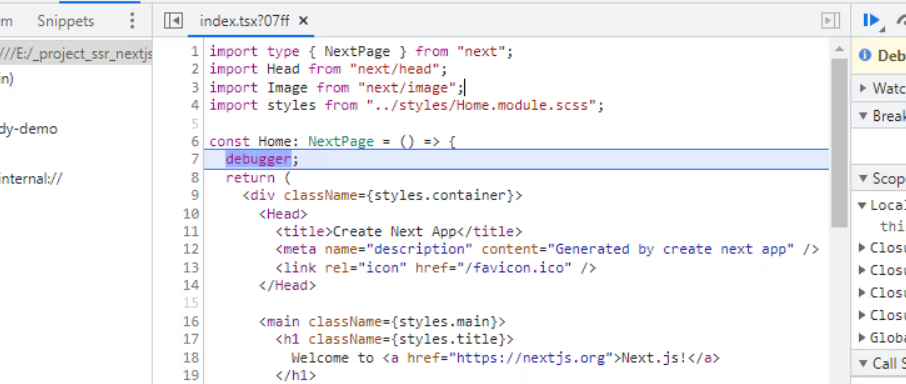 m
Snippets
index.tsx?07ff
///E:/_project_ssr_nextjs
in)
dy-demo
internal://
1 import type { NextPage } from "next";
2 import Head from "next/head";
3 import Image from "next/image";
4 import styles from "../styles/Home.module.scss";
5
6 const Home: NextPage = () => {
7 debugger;
8 return (
9 <div className={styles.container}>
10 <Head>
11 <title>Create Next App</title>
12 <meta name="description" content="Generated by create next app" />
13 <link rel="icon" href="/favicon.ico" />
14 </Head>
15
16 <main className={styles.main}>
17 <h1 className={styles.title}>
18 Welcome to <a href="https://nextjs.org">Next.js!</a>
19 </h1>
Deb
Watc
Break
Scop
Loca
thi
Closu
Closu
Closu
Closu
Globa
Call S